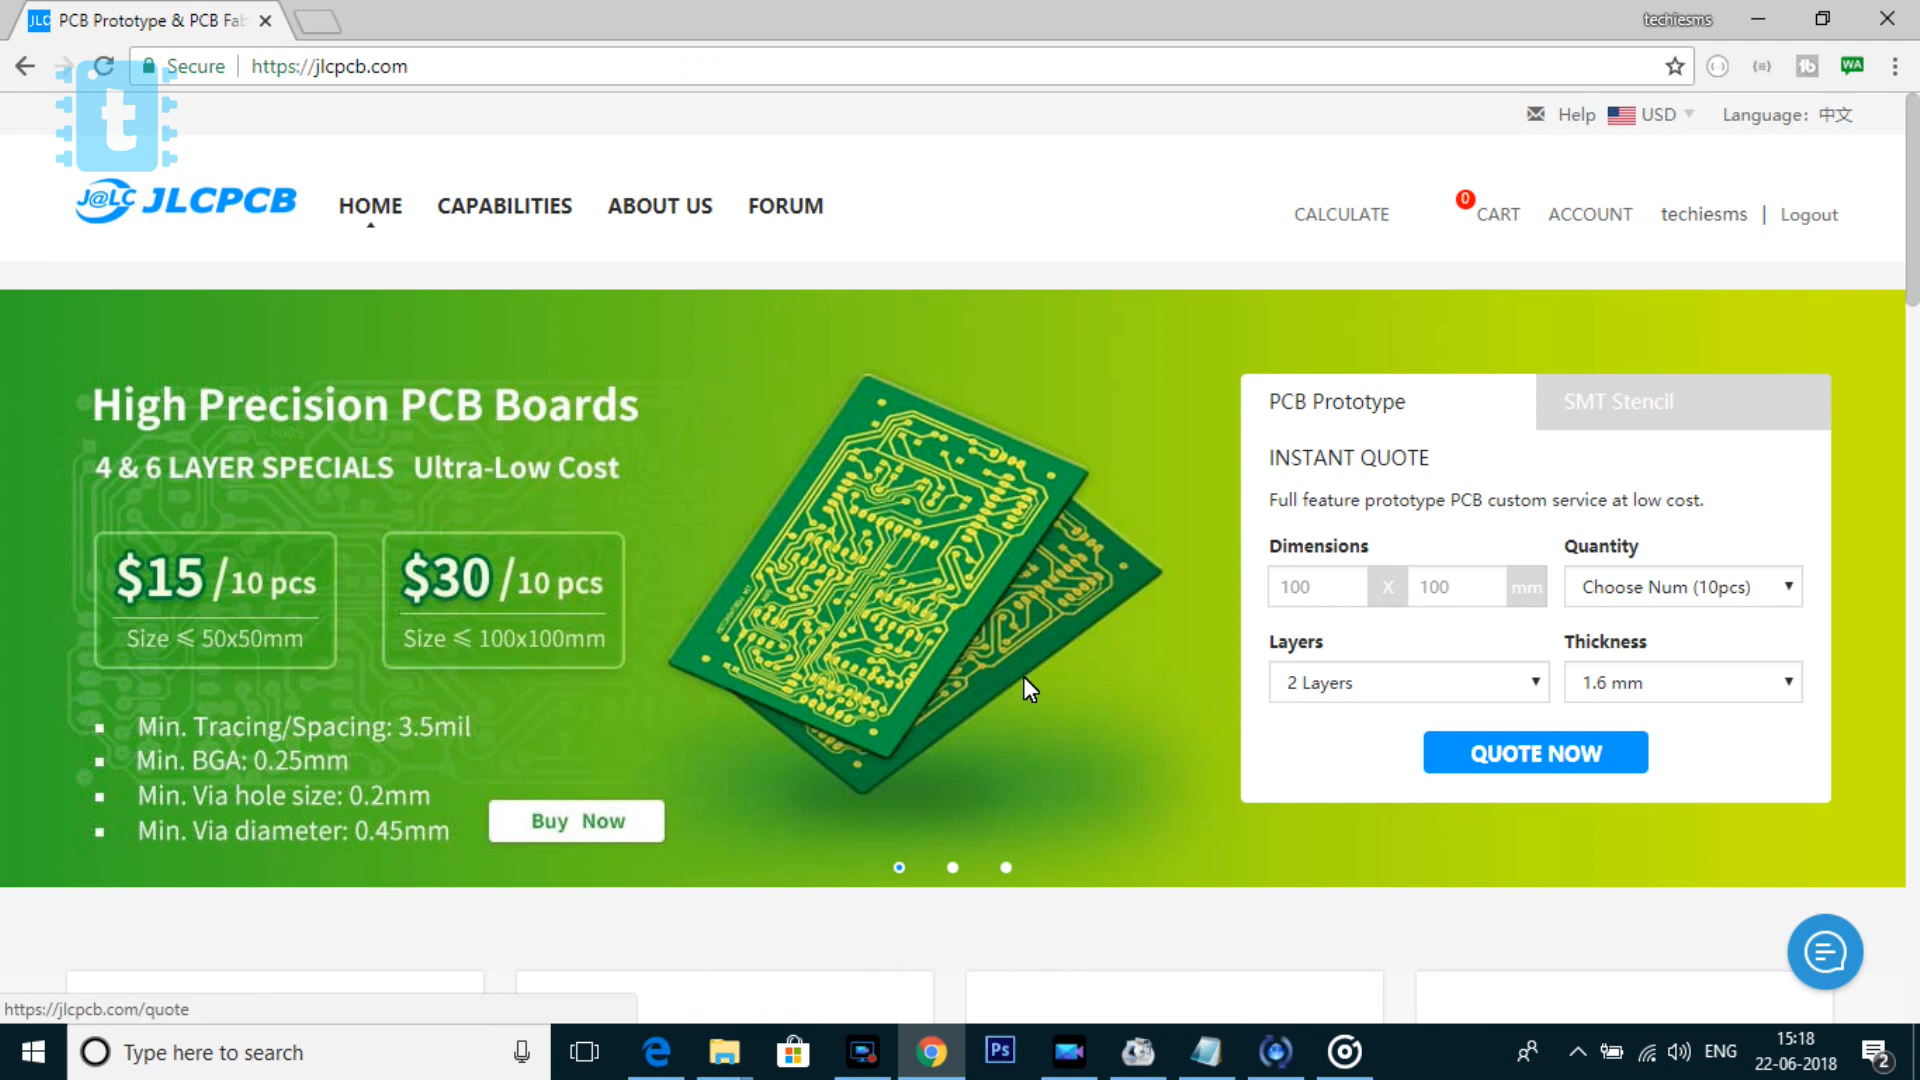 JLC PCB Prototype & PCB Fab
techiesms
Secure https://jlcpcb.com
t
Help USD Language: 中文
J@LC JLCPCB
HOME CAPABILITIES ABOUT US FORUM
CALCULATE 0 CART ACCOUNT techiesms | Logout
High Precision PCB Boards
4 & 6 LAYER SPECIALS Ultra-Low Cost
$15/10 pcs
Size ≤ 50x50mm
$30/10 pcs
Size ≤ 100x100mm
Min. Tracing/Spacing: 3.5mil
Min. BGA: 0.25mm
Min. Via hole size: 0.2mm
Min. Via diameter: 0.45mm
Buy Now
PCB Prototype SMT Stencil
INSTANT QUOTE
Full feature prototype PCB custom service at low cost.
Dimensions Quantity
100 X 100 mm Choose Num (10pcs)
Layers Thickness
2 Layers 1.6 mm
QUOTE NOW
https://jlcpcb.com/quote
Type here to search
Ps
ENG
15:18
22-06-2018
2